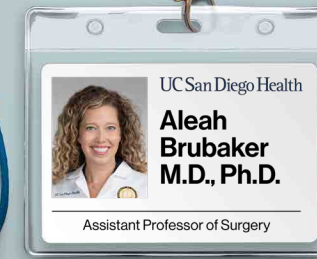 UC San Diego Health
Aleah
Brubaker
M.D., Ph.D.
Assistant Professor of Surgery